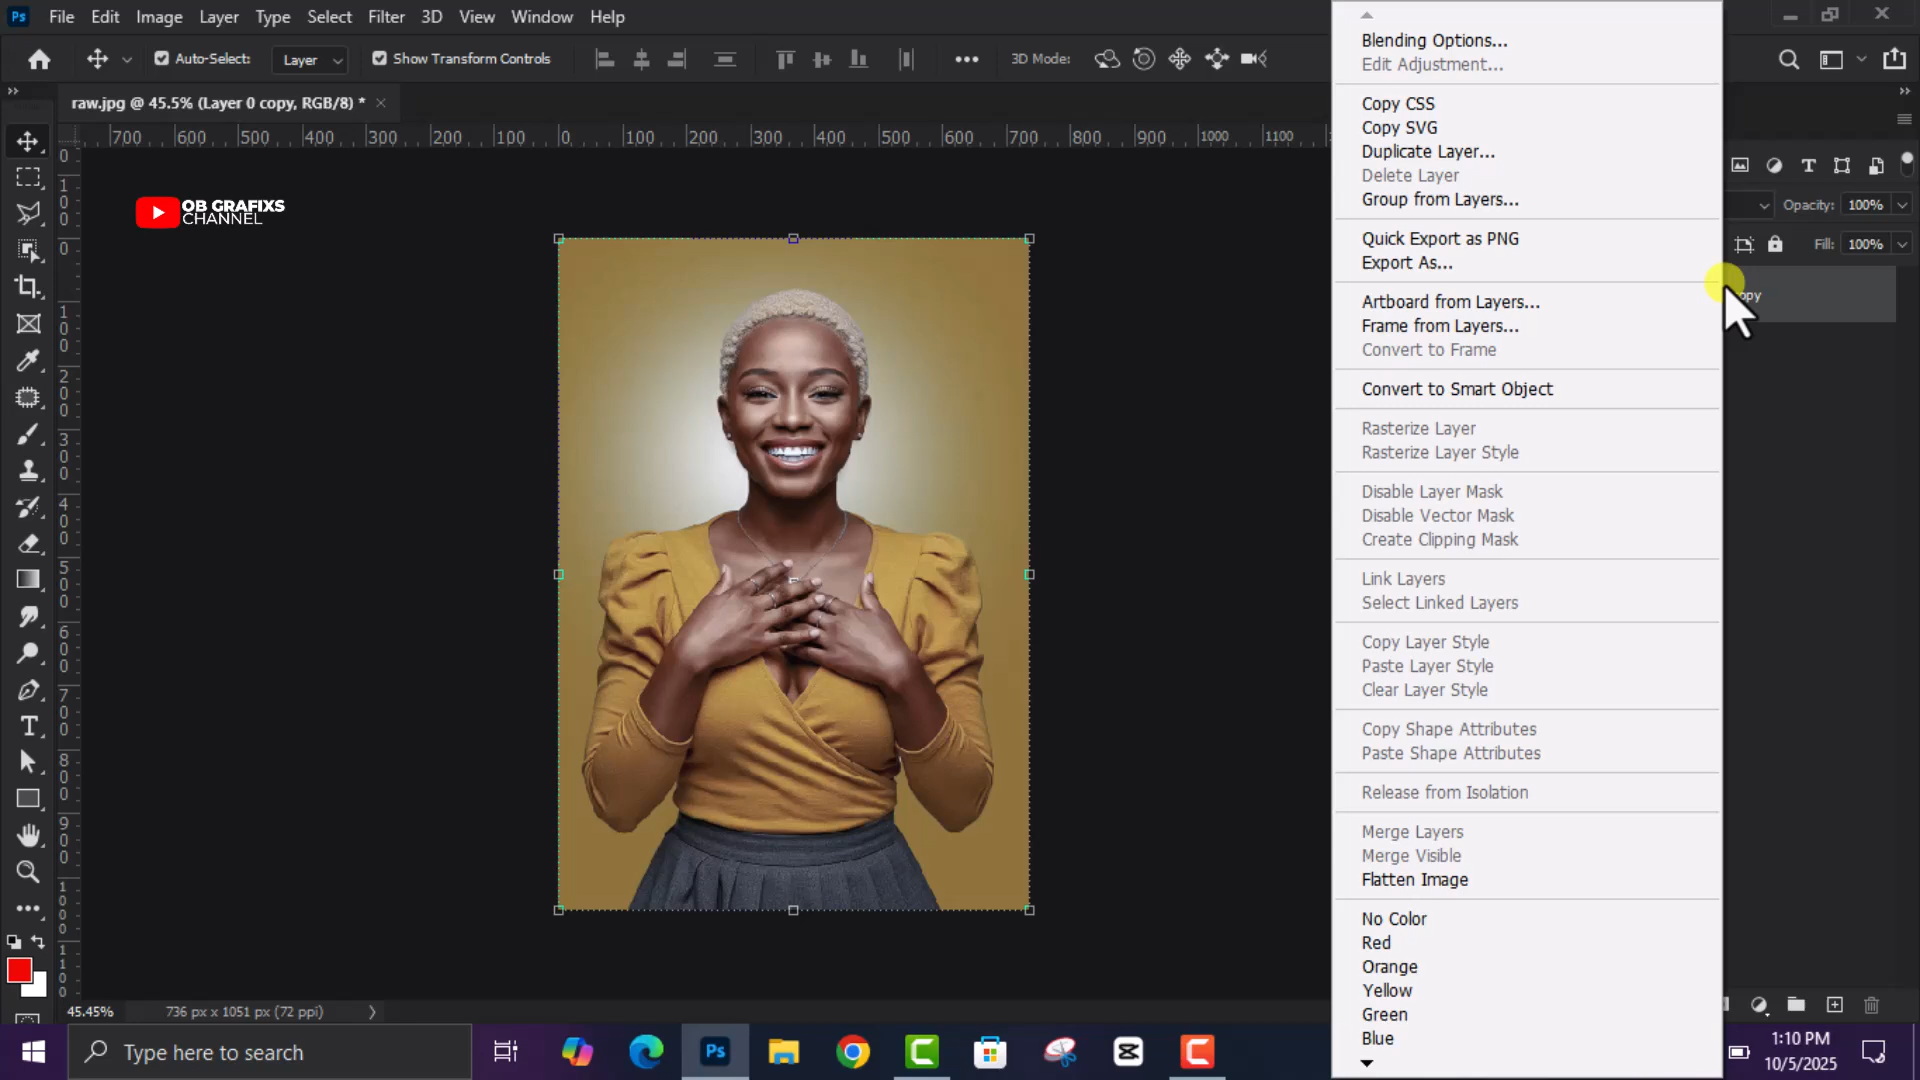 Ps File Edit Image Layer Type Select Filter 3D View Window Help
Auto-Select: Layer Show Transform Controls 3D Mode:
raw.jpg @ 45.5% (Layer 0 copy, RGB/8) *
700 600 500 400 300 200 100 0 100 200 300 400 500 600 700 800 900 1000 1100
OB GRAFIXS
CHANNEL
Blending Options...
Edit Adjustment...
Copy CSS
Copy SVG
Duplicate Layer...
Delete Layer
Group from Layers...
Quick Export as PNG
Export As...
Artboard from Layers...
Frame from Layers...
Convert to Frame
Convert to Smart Object
Rasterize Layer
Rasterize Layer Style
Disable Layer Mask
Disable Vector Mask
Create Clipping Mask
Link Layers
Select Linked Layers
Copy Layer Style
Paste Layer Style
Clear Layer Style
Copy Shape Attributes
Paste Shape Attributes
Release from Isolation
Merge Layers
Merge Visible
Flatten Image
No Color
Red
Orange
Yellow
Green
Blue
Opacity: 100%
Fill: 100%
45.45% 736 px x 1051 px (72 ppi)
Type here to search
Ps
1:10 PM
10/5/2025